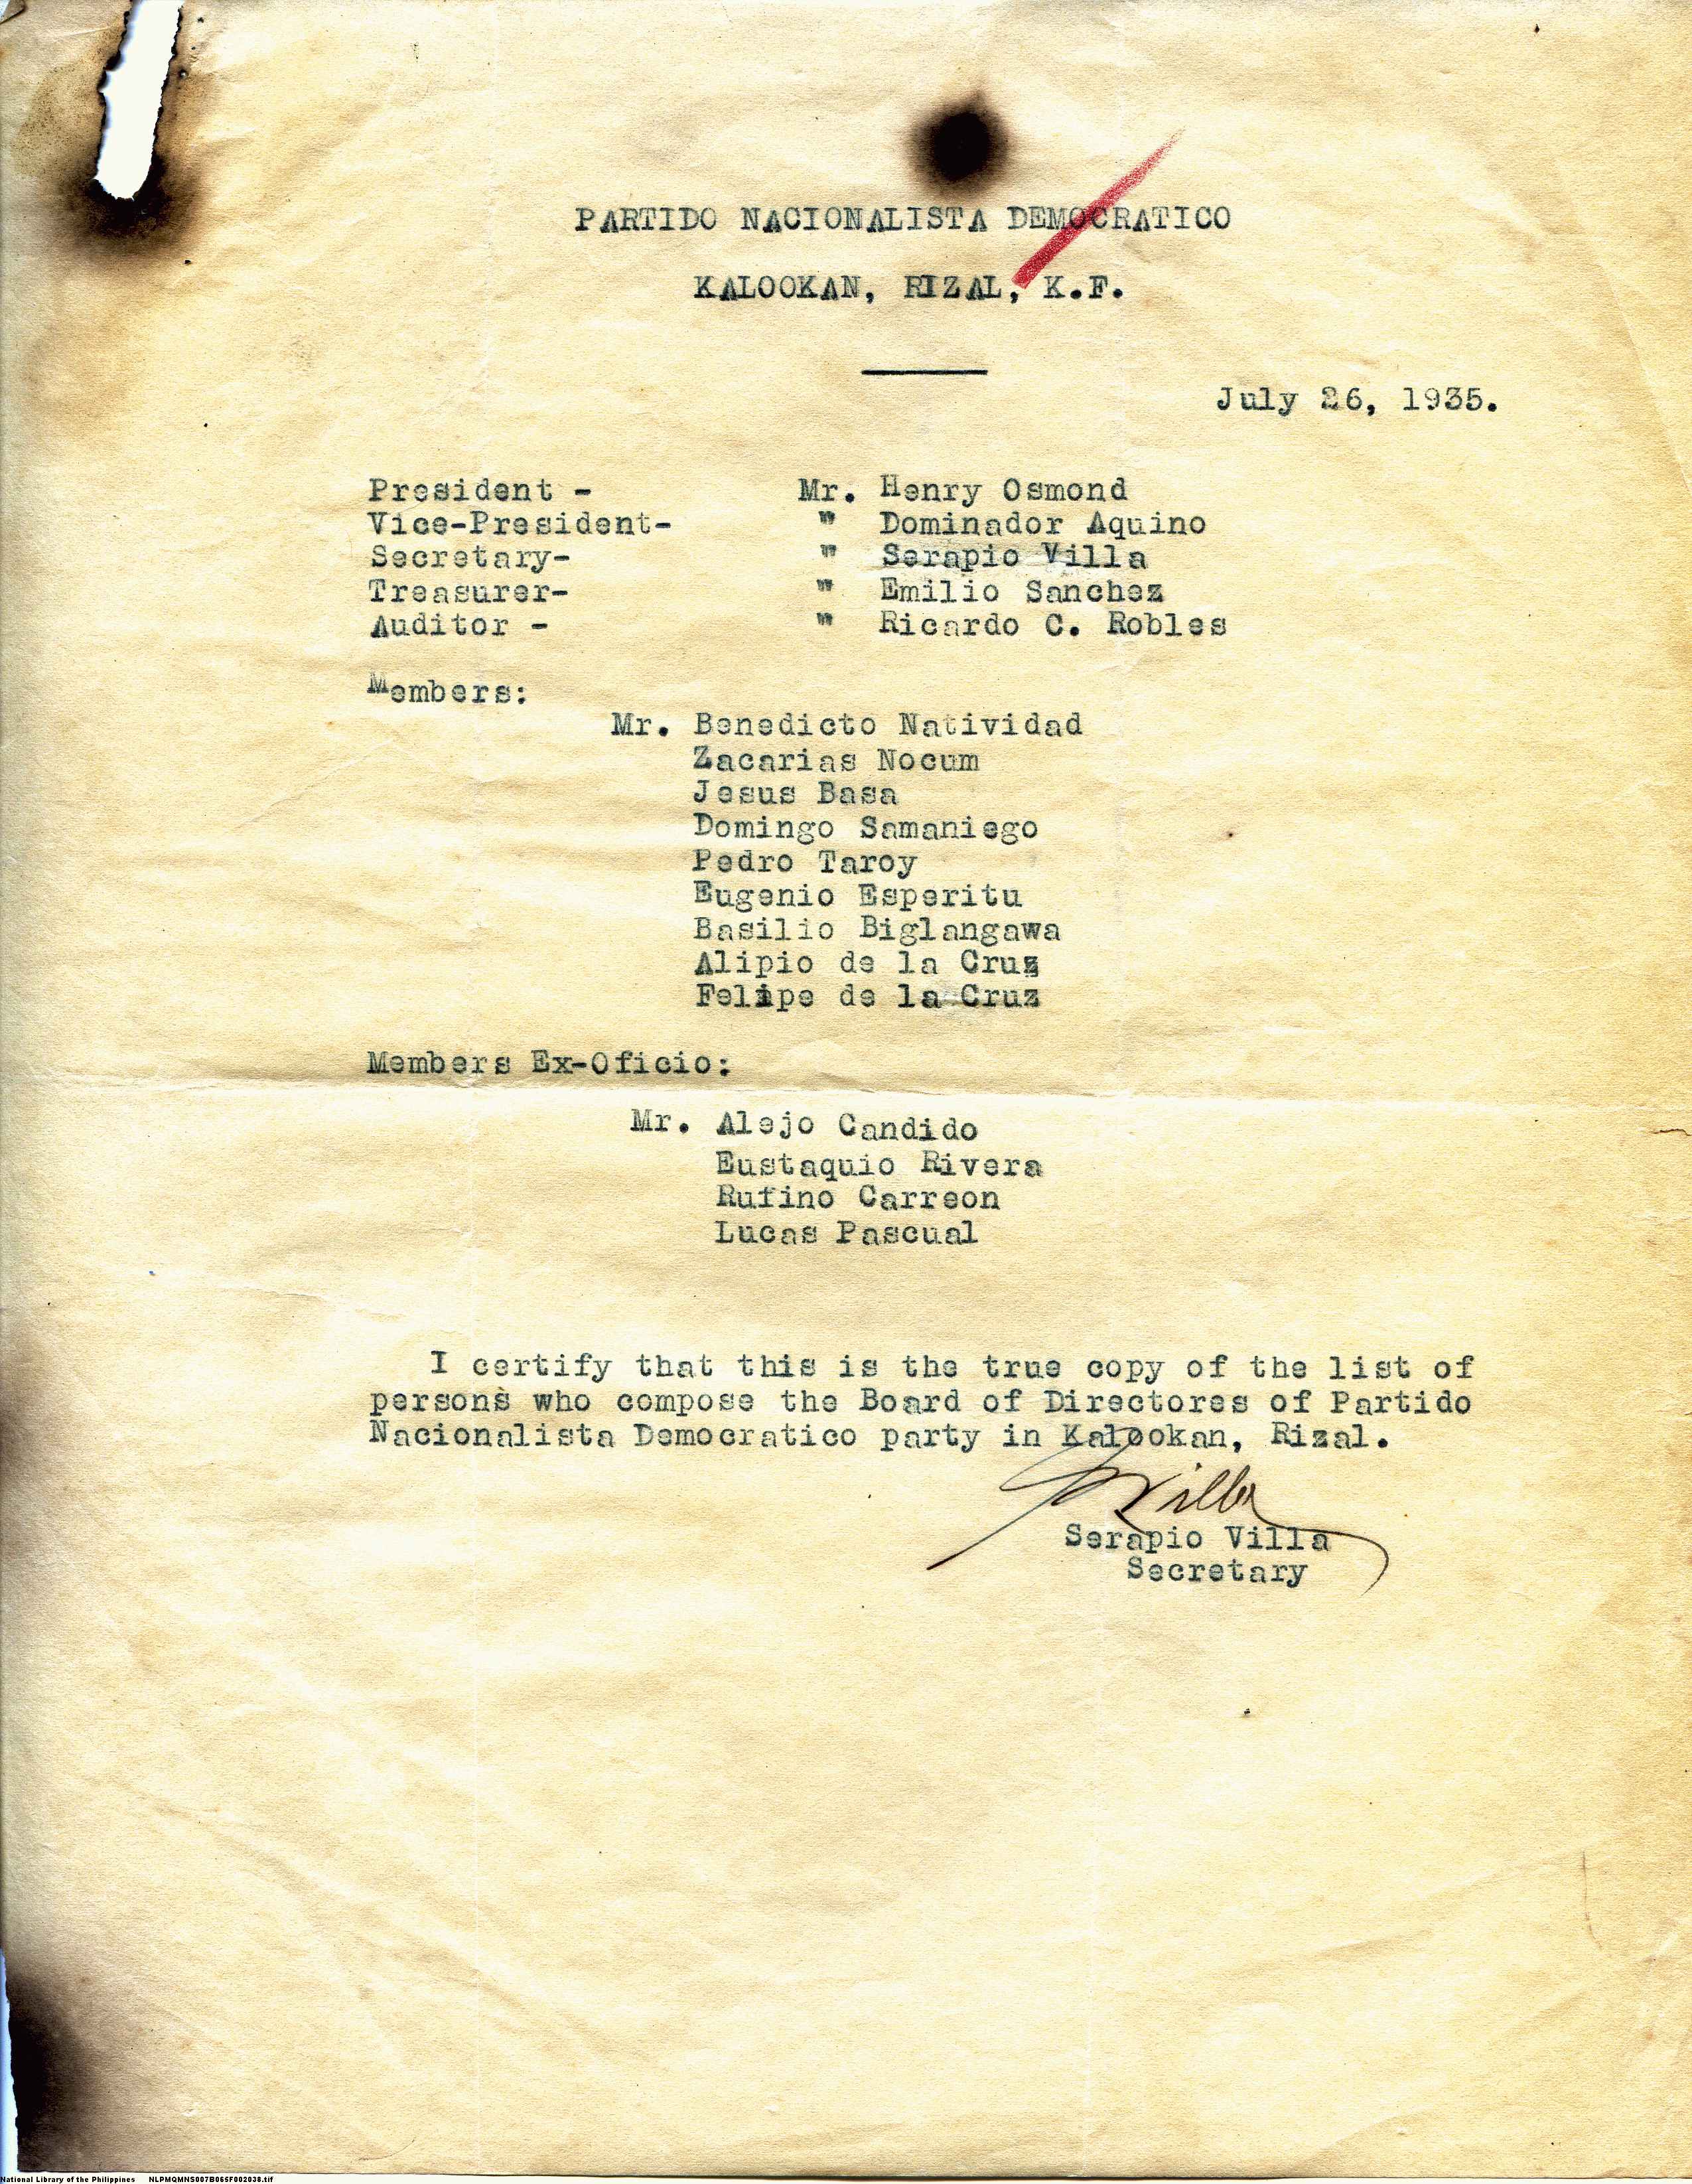 PARTIDO NACIONALISTA DEMOCRATICO
KALOOKAN, RIZAL, K.F.
July 26, 1935.
President - Mr. Henry Osmond
Vice-President- " Dominador Aquino
Secretary- " Serapio Villa
Treasurer- " Emilio Sanchez
Auditor - " Ricardo C. Robles
Members:
Mr. Benedicto Natividad
Zacarias Nocum
Jesus Basa
Domingo Samaniego
Pedro Taroy
Eugenio Esperitu
Basilio Biglangawa
Alipio de la Cruz
Felipe de la Cruz
Members Ex-Oficio:
Mr. Alejo Candido
Eustaquio Rivera
Rufino Carreon
Lucas Pascual
I certify that this is the true copy of the list of
persons who compose the Board of Directores of Partido
Nacionalista Democratico party in Kalookan, Rizal.
SVilla
Serapio Villa
Secretary
National Library of the Philippines NLPMQMNS007B065F002038.tif